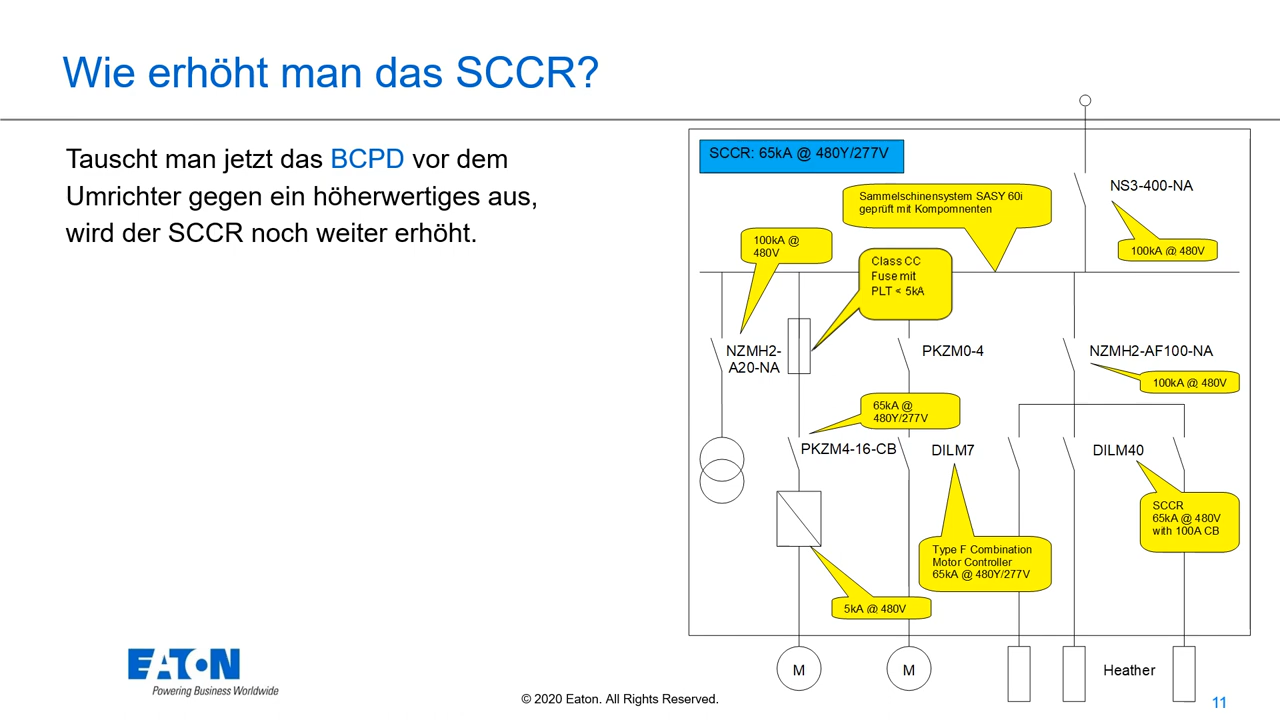 Wie erhöht man das SCCR?
Tauscht man jetzt das BCPD vor dem
Umrichter gegen ein höherwertiges aus,
wird der SCCR noch weiter erhöht.
SCCR: 65kA @ 480Y/277V
NS3-400-NA
Sammelschinensystem SASY 60i
geprüft mit Kompomnenten
100kA @ 480V
100kA @
480V
Class CC
Fuse mit
PLT < 5kA
NZMH2-
A20-NA
PKZM0-4
NZMH2-AF100-NA
100kA @ 480V
65kA @
480Y/277V
PKZM4-16-CB
DILM7
DILM40
SCCR
65kA @ 480V
with 100A CB
Type F Combination
Motor Controller
65kA @ 480Y/277V
5kA @ 480V
M
M
Heather
EATON
Powering Business Worldwide
© 2020 Eaton. All Rights Reserved.
11